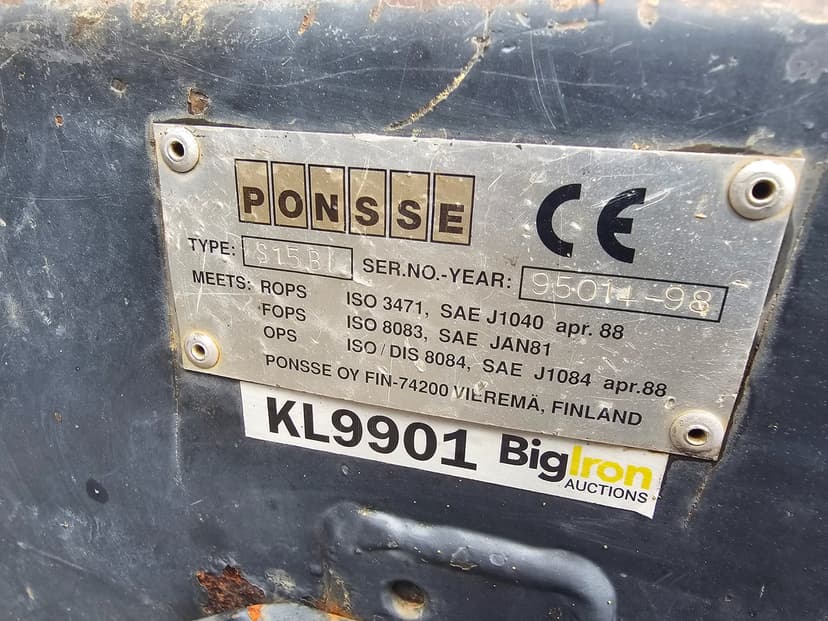 PONSSE CE
TYPE: S15BL SER.NO.-YEAR: 95014-98
MEETS: ROPS ISO 3471, SAE J1040 apr. 88
FOPS ISO 8083, SAE JAN81
OPS ISO/DIS 8084, SAE J1084 apr.88
PONSSE OY FIN-74200 VIEREMÄ, FINLAND
KL9901 BigIron
AUCTIONS